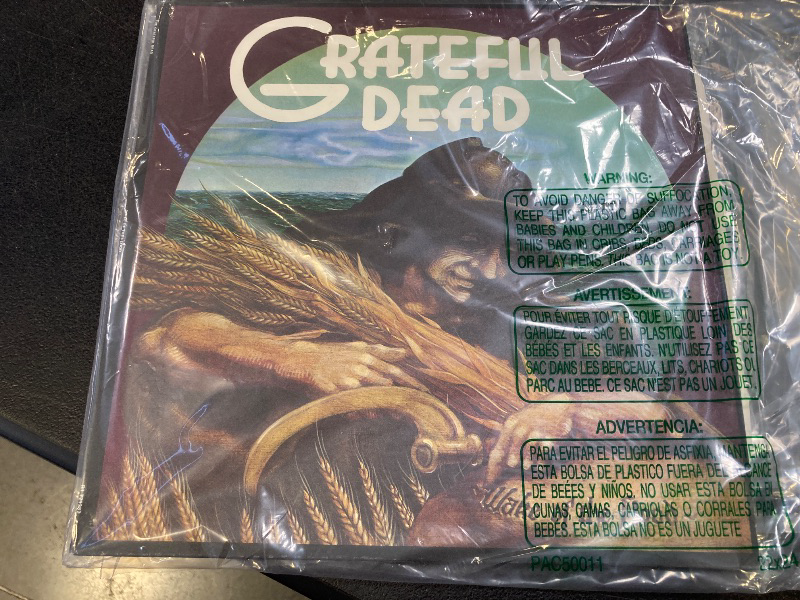 GRATEFUL
DEAD
WARNING:
TO AVOID DANGER OF SUFFOCATION,
KEEP THIS PLASTIC BAG AWAY FROM
BABIES AND CHILDREN. DO NOT USE
THIS BAG IN CRIBS, BEDS, CARRIAGES
OR PLAY PENS. THIS BAG IS NOT A TOY.
AVERTISSEMENT:
POUR ÉVITER TOUT RISQUE D'ÉTOUFFEMENT
GARDEZ CE SAC EN PLASTIQUE LOIN DES
BÉBÉS ET LES ENFANTS. N'UTILISEZ PAS CE
SAC DANS LES BERCEAUX, LITS, CHARIOTS OU
PARC AU BEBE. CE SAC N'EST PAS UN JOUET.
ADVERTENCIA:
PARA EVITAR EL PELIGRO DE ASFIXIA, MANTENGA
ESTA BOLSA DE PLASTICO FUERA DEL ALCANCE
DE BEBES Y NIÑOS. NO USAR ESTA BOLSA EN
CUNAS, CAMAS, CARRIOLAS O CORRALES PARA
BEBÉS. ESTA BOLSA NO ES UN JUGUETE
PAC50011